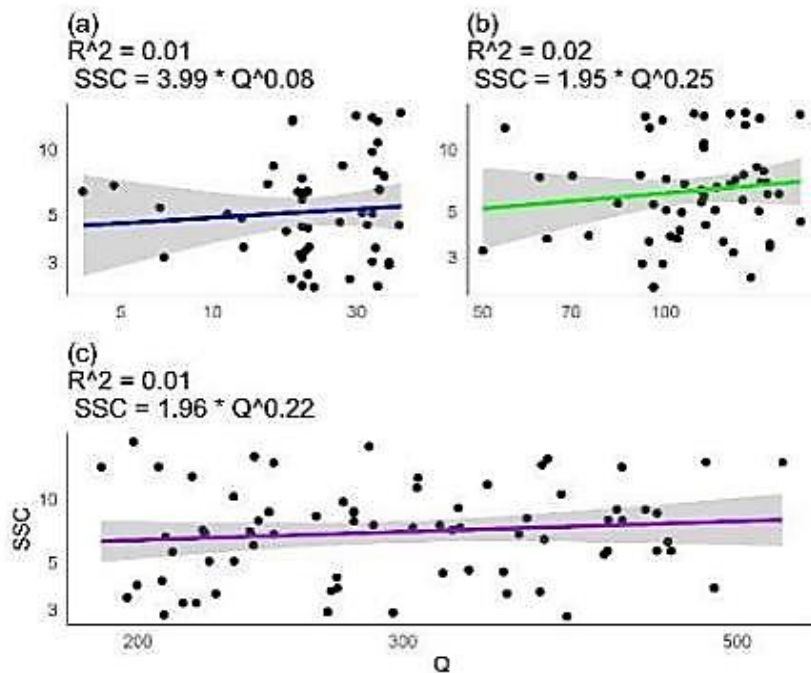 (a)
R^2 = 0.01
SSC = 3.99 * Q^0.08
10
5
3
5 10 30
(b)
R^2 = 0.02
SSC = 1.95 * Q^0.25
10
5
3
50 70 100
(c)
R^2 = 0.01
SSC = 1.96 * Q^0.22
SSC
10
5
3
200 300 500
Q